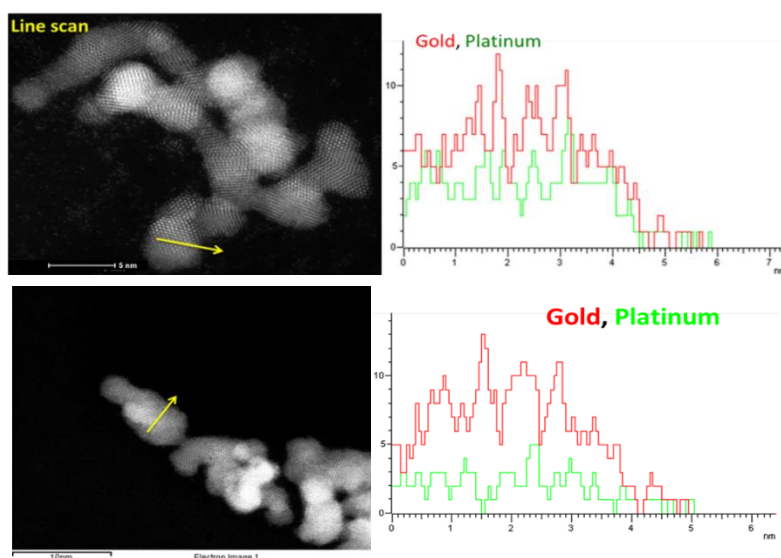 Line scan
5 nm
Gold, Platinum
10
5
0
0 1 2 3 4 5 6 7
nm
10nm
Electron Image 1
Gold, Platinum
10
5
0
0 1 2 3 4 5 6
nm